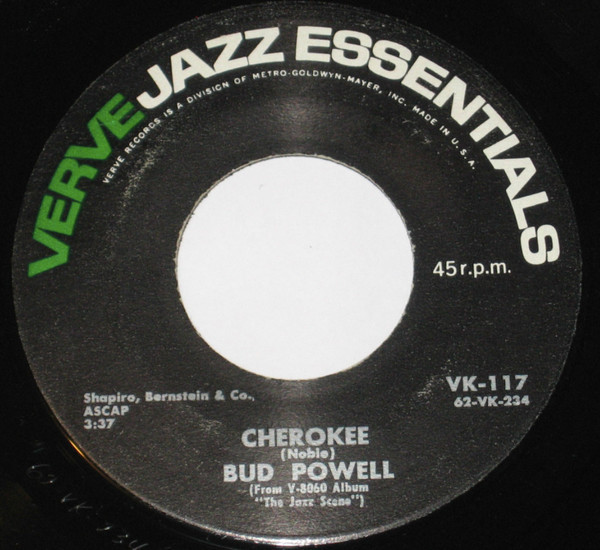 VERVE JAZZ ESSENTIALS
VERVE RECORDS IS A DIVISION OF METRO-GOLDWYN-MAYER, INC. MADE IN U.S.A.
45 r.p.m.
VK-117
62-VK-234
Shapiro, Bernstein & Co.,
ASCAP
3:37
CHEROKEE
(Noble)
BUD POWELL
(From V-8060 Album
"The Jazz Scene")